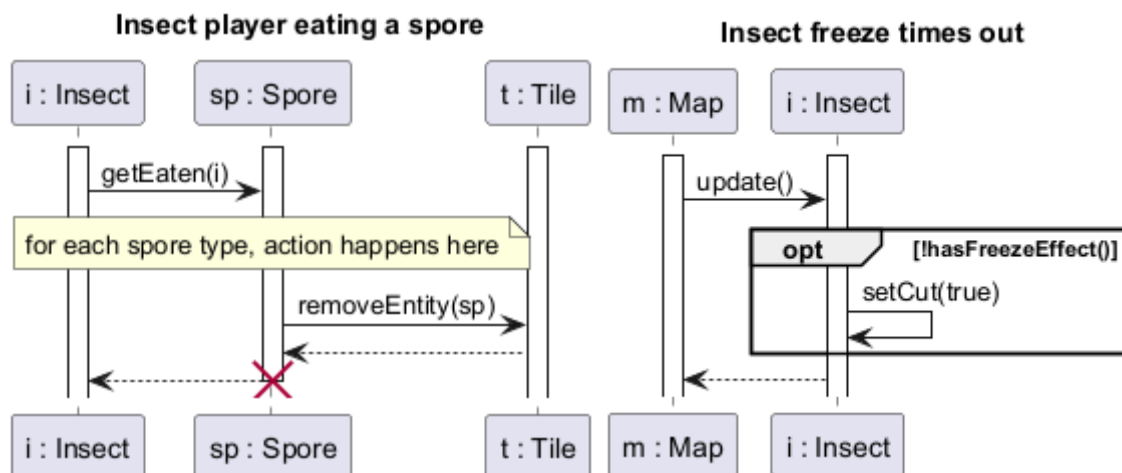 Insect player eating a spore
i : Insect
sp : Spore
t : Tile
getEaten(i)
for each spore type, action happens here
removeEntity(sp)
i : Insect
sp : Spore
t : Tile
Insect freeze times out
m : Map
i : Insect
update()
opt
[!hasFreezeEffect()]
setCut(true)
m : Map
i : Insect